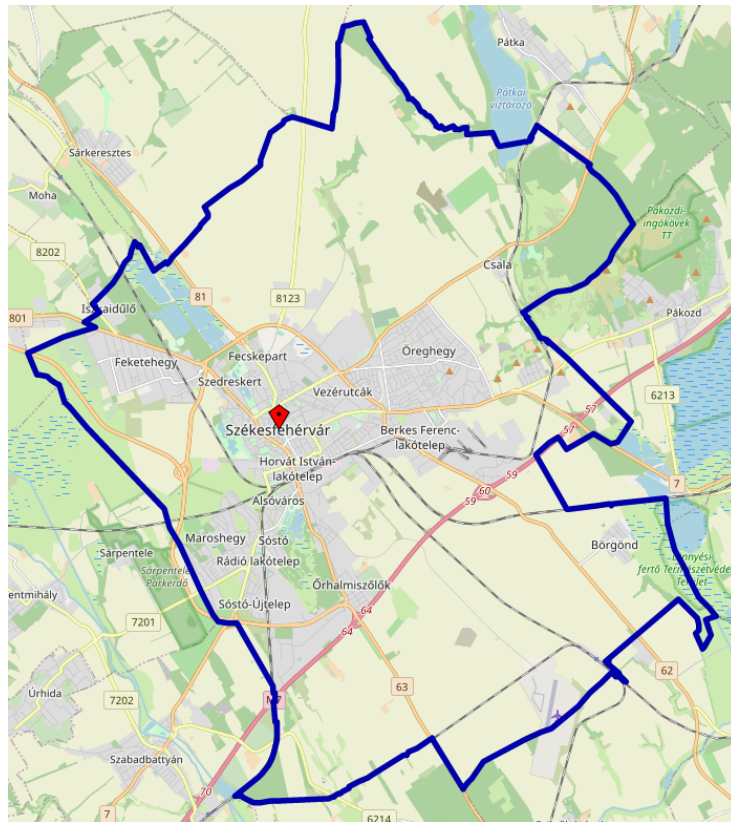 Pátka
Pátkai
víztározó
Sárkeresztes
Moha
Pákozdi-
ingókövek
TT
8202
81
8123
Csala
801
Feketehegy
Fecskepart
Szedreskert
Öreghegy
Pákozd
Vezérutcák
6213
57
Székesfehérvár
Berkes Ferenc-
lakótelep
57
Horvát István-
lakótelep
59
60
59
7
Alsóváros
Maroshegy
Sóstó
Börgönd
Sárpentele
Rádió lakótelep
Sárpentele
Parkerdő
Őrhalmiszőlők
Sóstó-Újtelep
7201
64
64
62
Úrhida
7202
M7
63
Szabadbattyán
70
7
6214